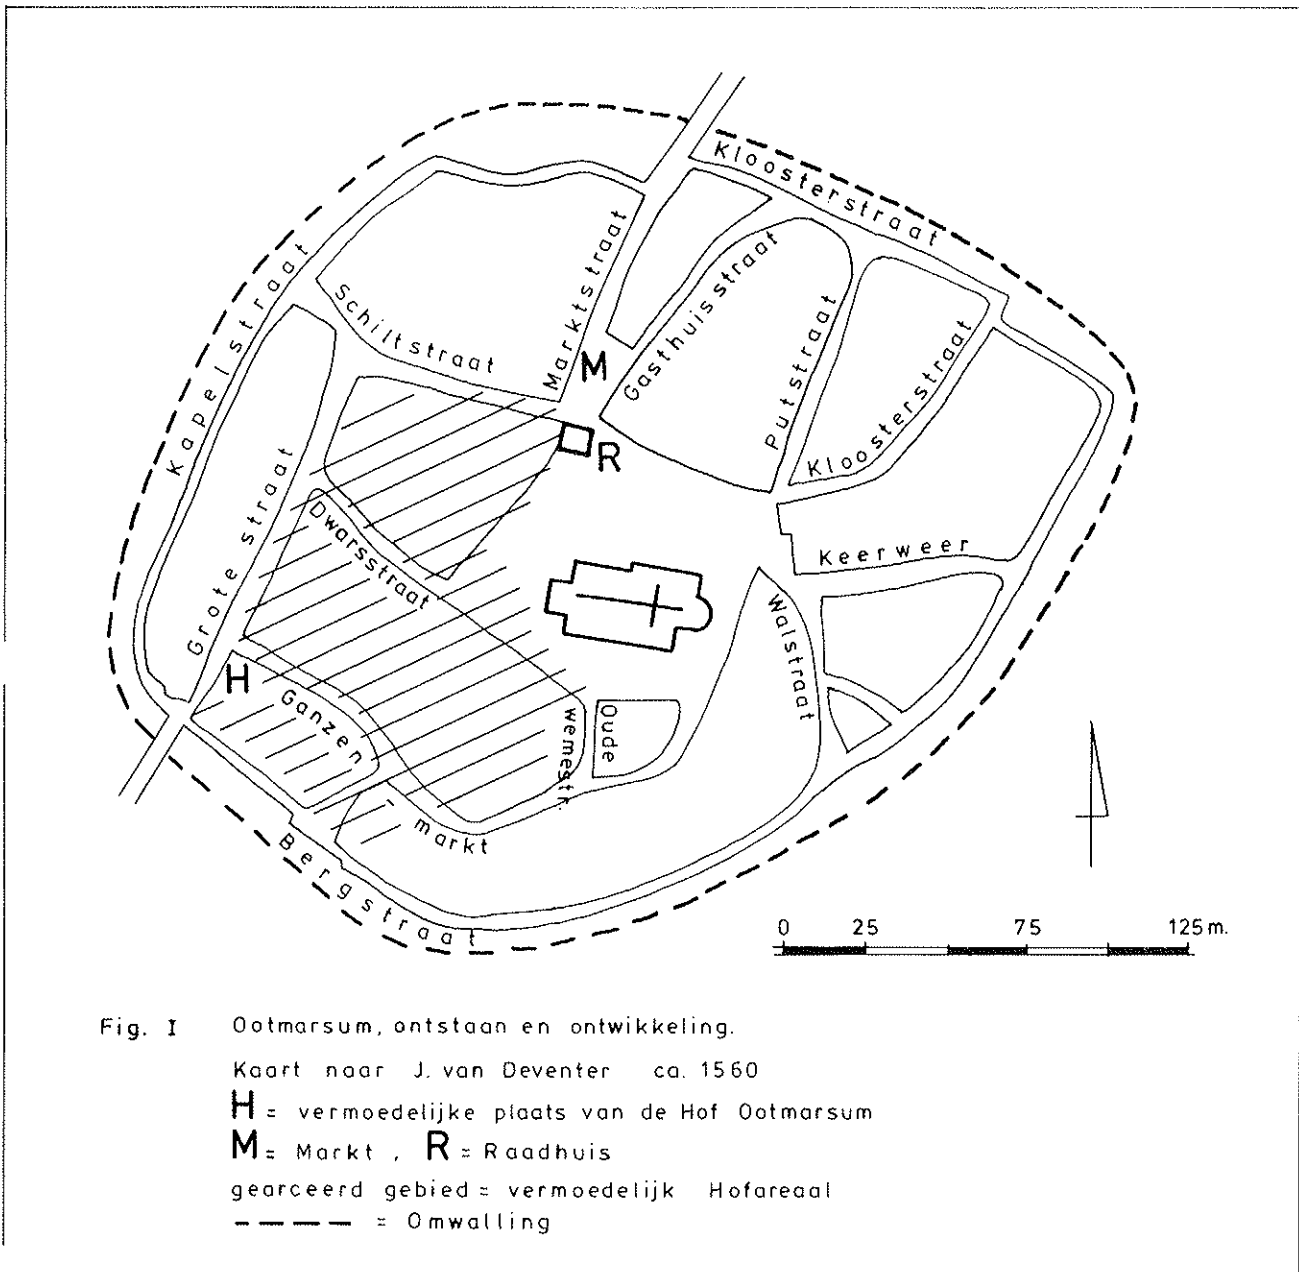 Kloosterstraat
Kapelstraat
Schiltstraat
Marktstraat
Gasthuisstraat
Putstraat
Kloosterstraat
M
R
Grote straat
Dwarsstraat
Keerweer
Walstraat
H
Ganzen
markt
Oude
wemestr.
Bergstraat
0 25 75 125 m.
Fig. I Ootmarsum, ontstaan en ontwikkeling.
Kaart naar J. van Deventer ca. 1560
H = vermoedelijke plaats van de Hof Ootmarsum
M = Markt , R = Raadhuis
gearceerd gebied = vermoedelijk Hofareaal
----- = Omwalling